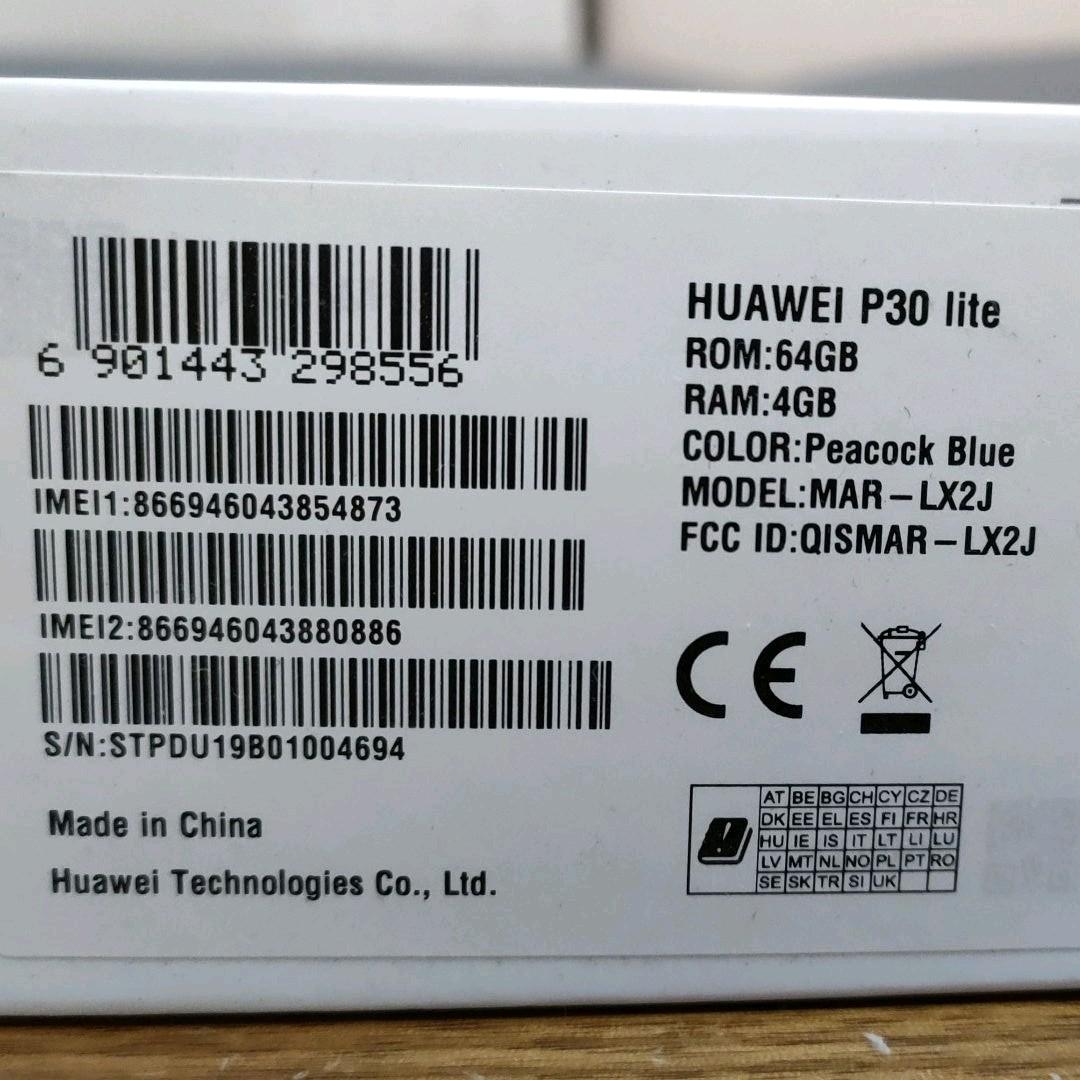 6 901443 298556
IMEI1:866946043854873
IMEI2:866946043880886
S/N:STPDU19B01004694
Made in China
Huawei Technologies Co., Ltd.
HUAWEI P30 lite
ROM:64GB
RAM:4GB
COLOR:Peacock Blue
MODEL:MAR-LX2J
FCC ID:QISMAR-LX2J
CE
AT BE BG CH CY CZ DE
DK EE EL ES FI FR HR
HU IE IS IT LT LI LU
LV MT NL NO PL PT RO
SE SK TR SI UK